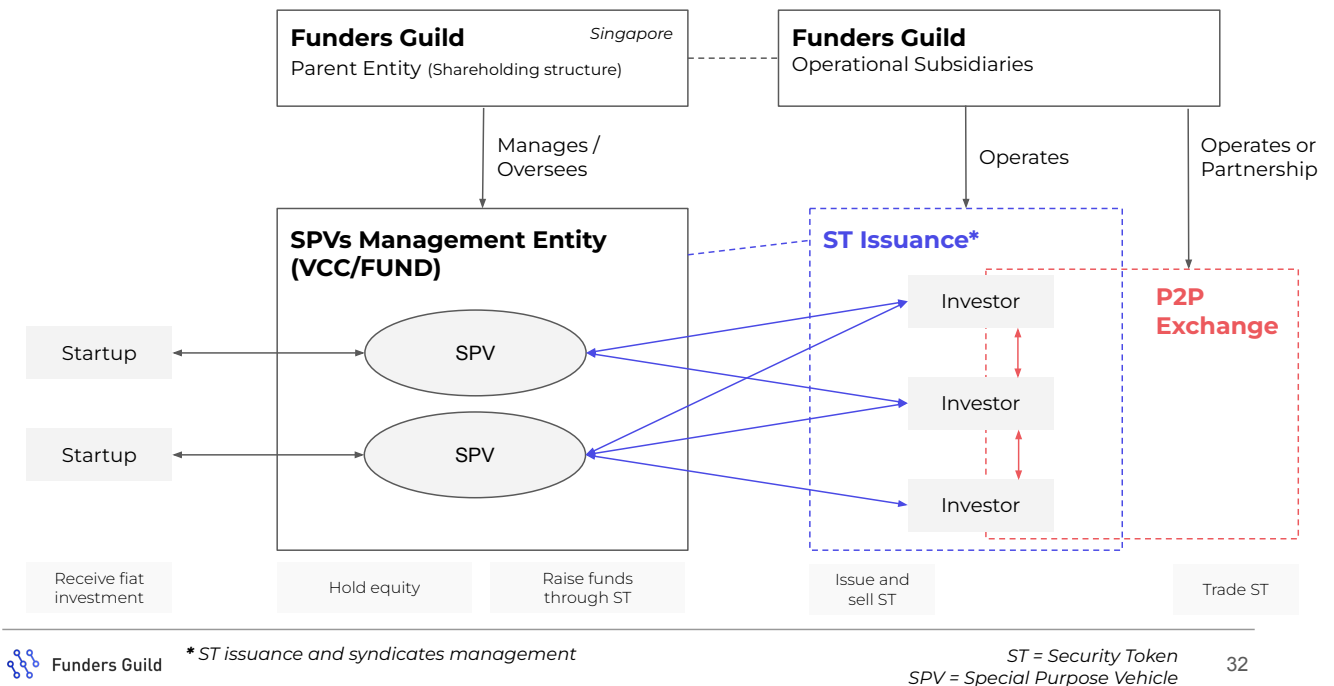 Funders Guild
Singapore
Parent Entity (Shareholding structure)
Funders Guild
Operational Subsidiaries
Manages /
Oversees
Operates
Operates or
Partnership
SPVs Management Entity
(VCC/FUND)
ST Issuance*
P2P
Exchange
Startup
SPV
Investor
Investor
Startup
SPV
Investor
Receive fiat
investment
Hold equity
Raise funds
through ST
Issue and
sell ST
Trade ST
Funders Guild
* ST issuance and syndicates management
ST = Security Token
SPV = Special Purpose Vehicle
32